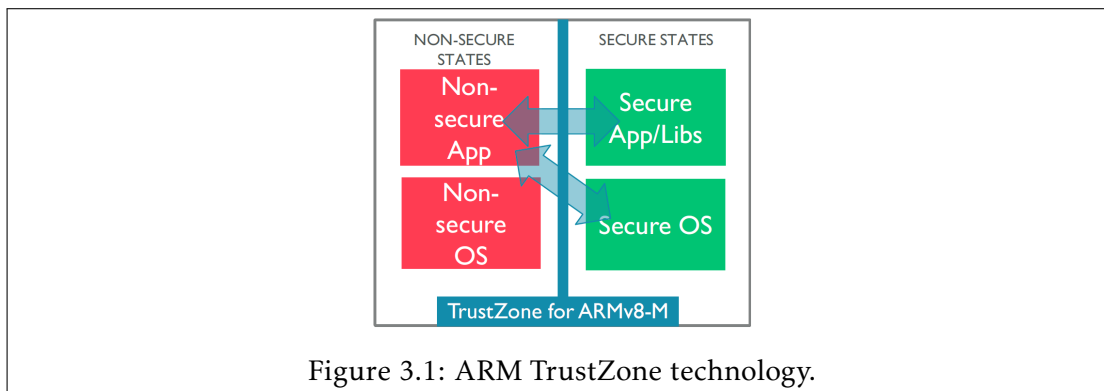 NON-SECURE
STATES
Non-
secure
App
Non-
secure
OS
SECURE STATES
Secure
App/Libs
Secure OS
TrustZone for ARMv8-M
Figure 3.1: ARM TrustZone technology.